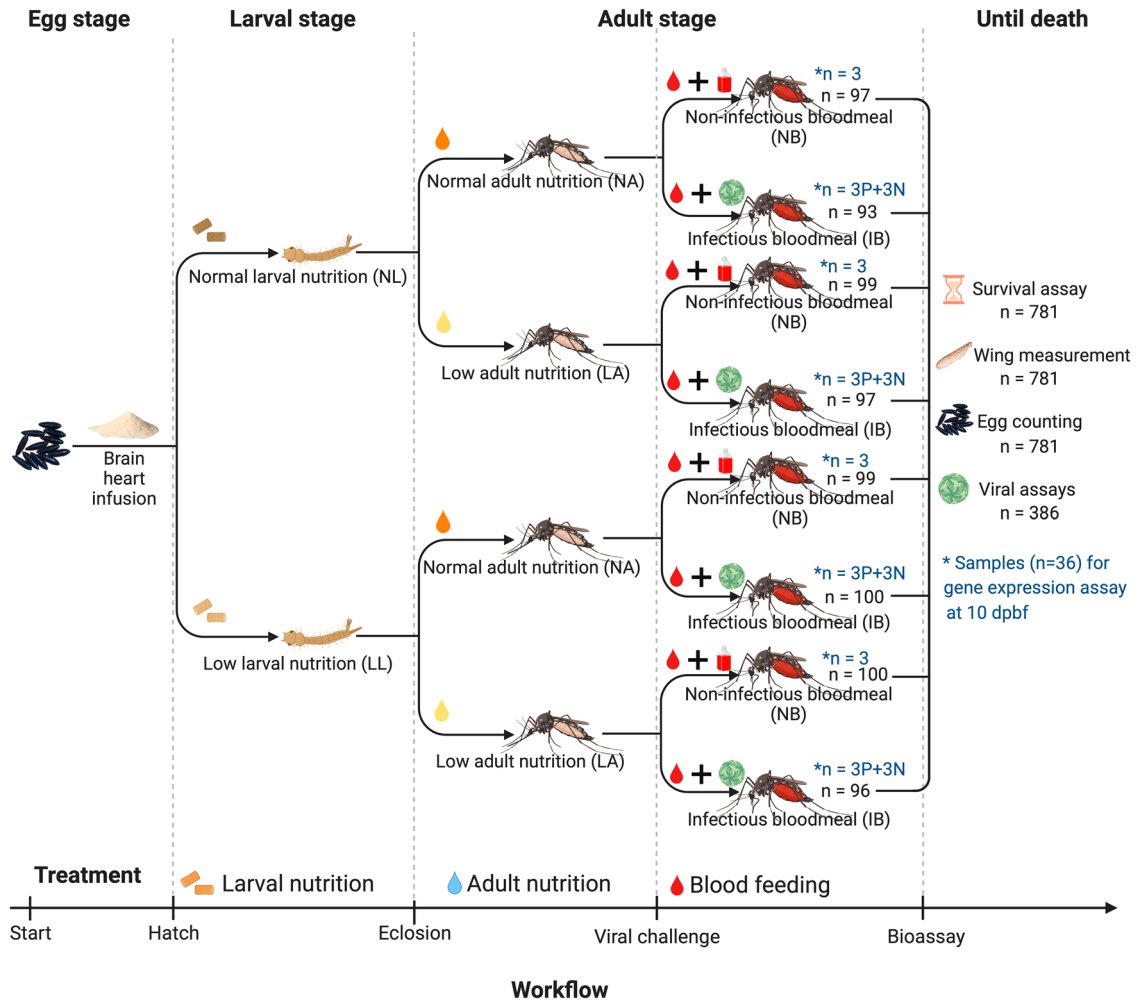 Egg stage
Larval stage
Adult stage
Until death
*n = 3
n = 97
Non-infectious bloodmeal
(NB)
Normal adult nutrition (NA)
*n = 3P+3N
n = 93
Infectious bloodmeal (IB)
Normal larval nutrition (NL)
*n = 3
n = 99
Non-infectious bloodmeal
(NB)
Low adult nutrition (LA)
*n = 3P+3N
n = 97
Infectious bloodmeal (IB)
Brain
heart
infusion
*n = 3
n = 99
Non-infectious bloodmeal
(NB)
Normal adult nutrition (NA)
*n = 3P+3N
n = 100
Infectious bloodmeal (IB)
Low larval nutrition (LL)
*n = 3
n = 100
Non-infectious bloodmeal
(NB)
Low adult nutrition (LA)
*n = 3P+3N
n = 96
Infectious bloodmeal (IB)
Survival assay
n = 781
Wing measurement
n = 781
Egg counting
n = 781
Viral assays
n = 386
* Samples (n=36) for
gene expression assay
at 10 dpbf
Treatment
Larval nutrition
Adult nutrition
Blood feeding
Start
Hatch
Eclosion
Viral challenge
Bioassay
Workflow